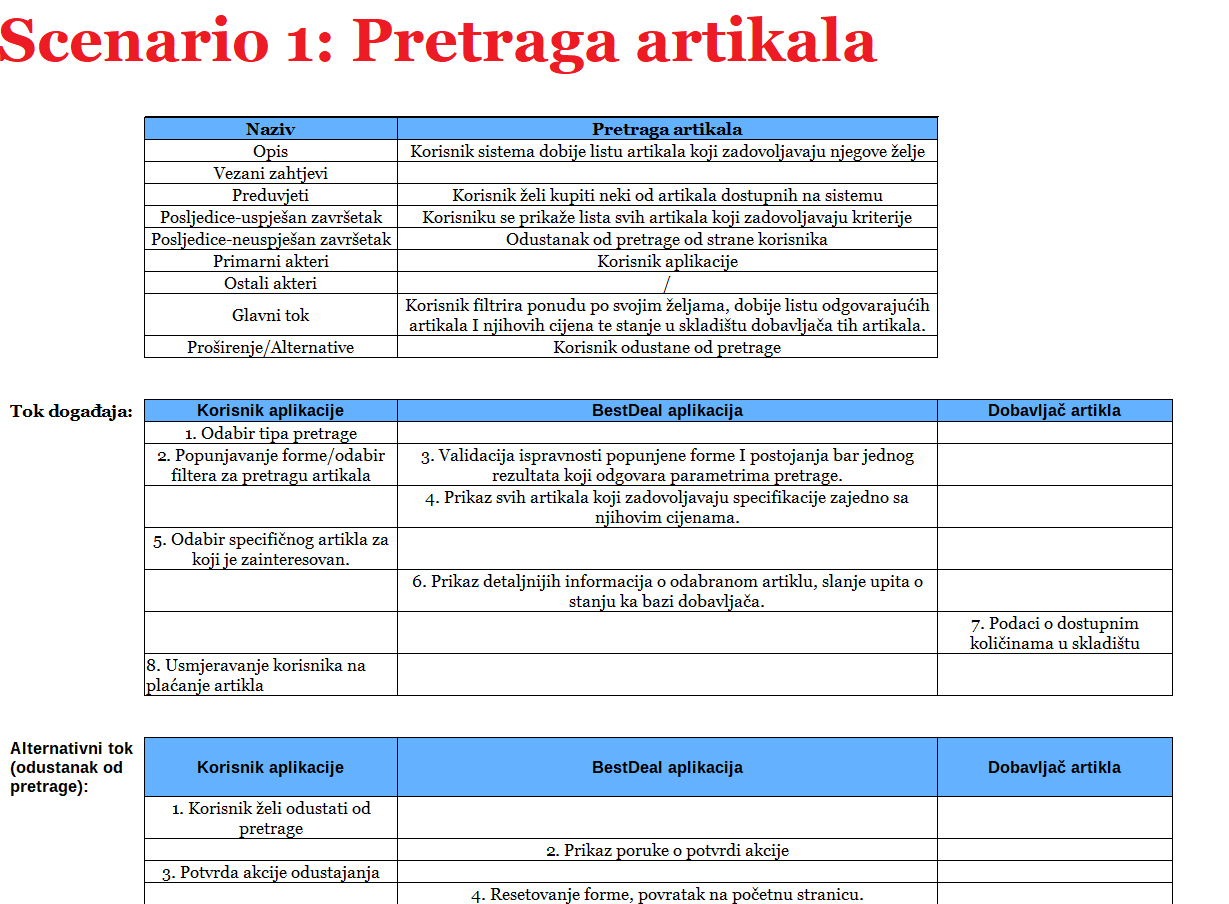 Scenario 1: Pretraga artikala
Naziv Pretraga artikala
Opis Korisnik sistema dobije listu artikala koji zadovoljavaju njegove želje
Vezani zahtjevi
Preduvjeti Korisnik želi kupiti neki od artikala dostupnih na sistemu
Posljedice-uspješan završetak Korisniku se prikaže lista svih artikala koji zadovoljavaju kriterije
Posljedice-neuspješan završetak Odustanak od pretrage od strane korisnika
Primarni akteri Korisnik aplikacije
Ostali akteri /
Glavni tok
Korisnik filtrira ponudu po svojim željama, dobije listu odgovarajućih
artikala I njihovih cijena te stanje u skladištu dobavljača tih artikala.
Proširenje/Alternative Korisnik odustane od pretrage
Tok događaja:
Korisnik aplikacije BestDeal aplikacija Dobavljač artikla
1. Odabir tipa pretrage
2. Popunjavanje forme/odabir
filtera za pretragu artikala
3. Validacija ispravnosti popunjene forme I postojanja bar jednog
rezultata koji odgovara parametrima pretrage.
4. Prikaz svih artikala koji zadovoljavaju specifikacije zajedno sa
njihovim cijenama.
5. Odabir specifičnog artikla za
koji je zainteresovan.
6. Prikaz detaljnijih informacija o odabranom artiklu, slanje upita o
stanju ka bazi dobavljača.
7. Podaci o dostupnim
količinama u skladištu
8. Usmjeravanje korisnika na
plaćanje artikla
Alternativni tok
(odustanak od
pretrage):
Korisnik aplikacije BestDeal aplikacija Dobavljač artikla
1. Korisnik želi odustati od
pretrage
2. Prikaz poruke o potvrdi akcije
3. Potvrda akcije odustajanja
4. Resetovanje forme, povratak na početnu stranicu.